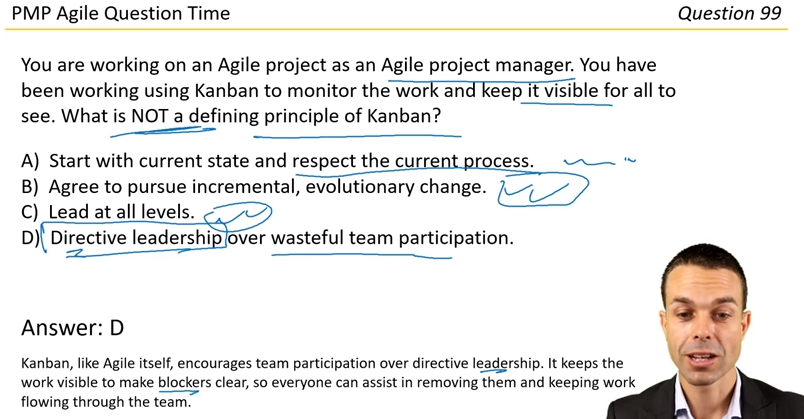 PMP Agile Question Time
Question 99
You are working on an Agile project as an Agile project manager. You have
been working using Kanban to monitor the work and keep it visible for all to
see. What is NOT a defining principle of Kanban?
A) Start with current state and respect the current process.
B) Agree to pursue incremental, evolutionary change.
C) Lead at all levels.
D) Directive leadership over wasteful team participation.
Answer: D
Kanban, like Agile itself, encourages team participation over directive leadership. It keeps the
work visible to make blockers clear, so everyone can assist in removing them and keeping work
flowing through the team.